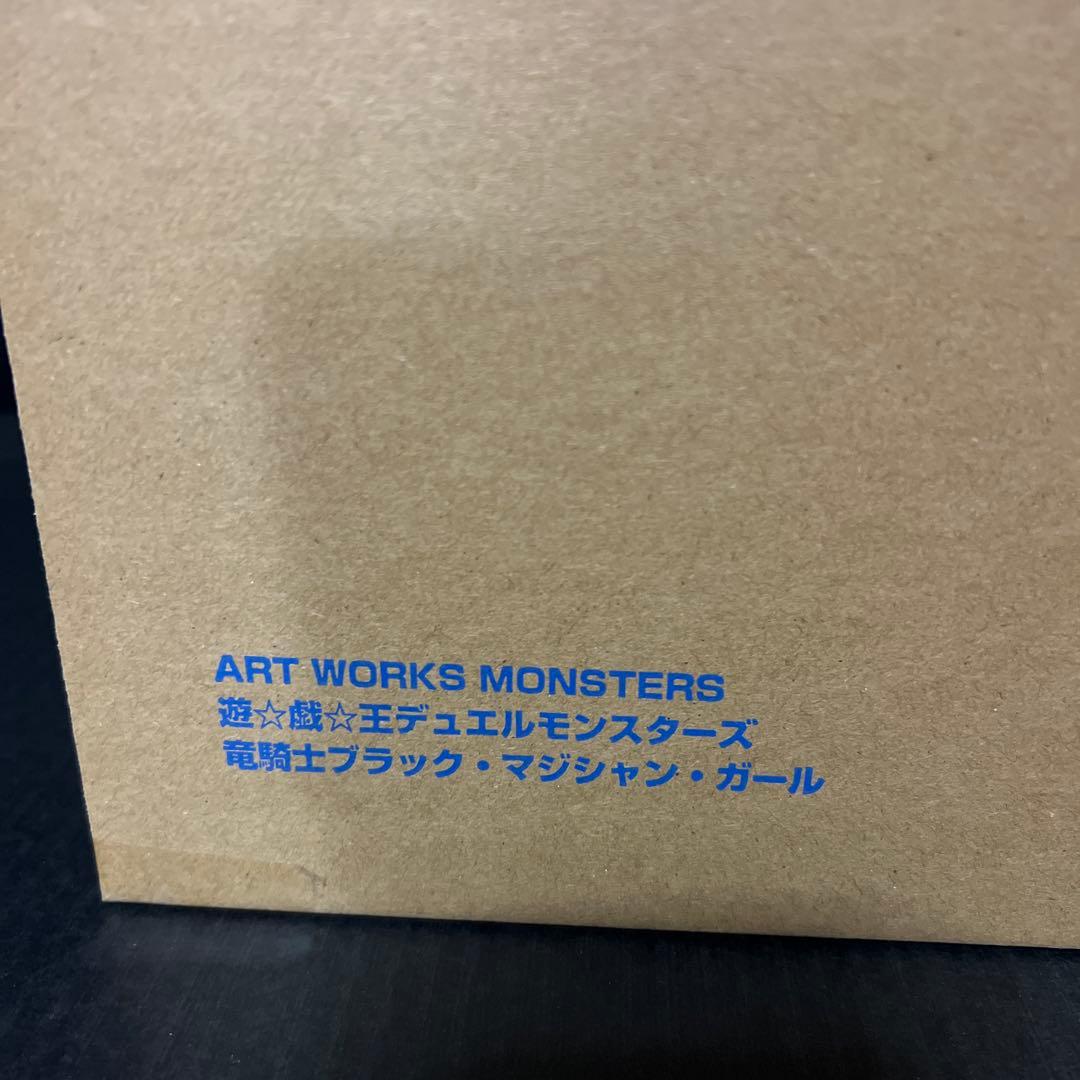 ART WORKS MONSTERS
遊☆戯☆王デュエルモンスターズ
竜騎士ブラック・マジシャン・ガール